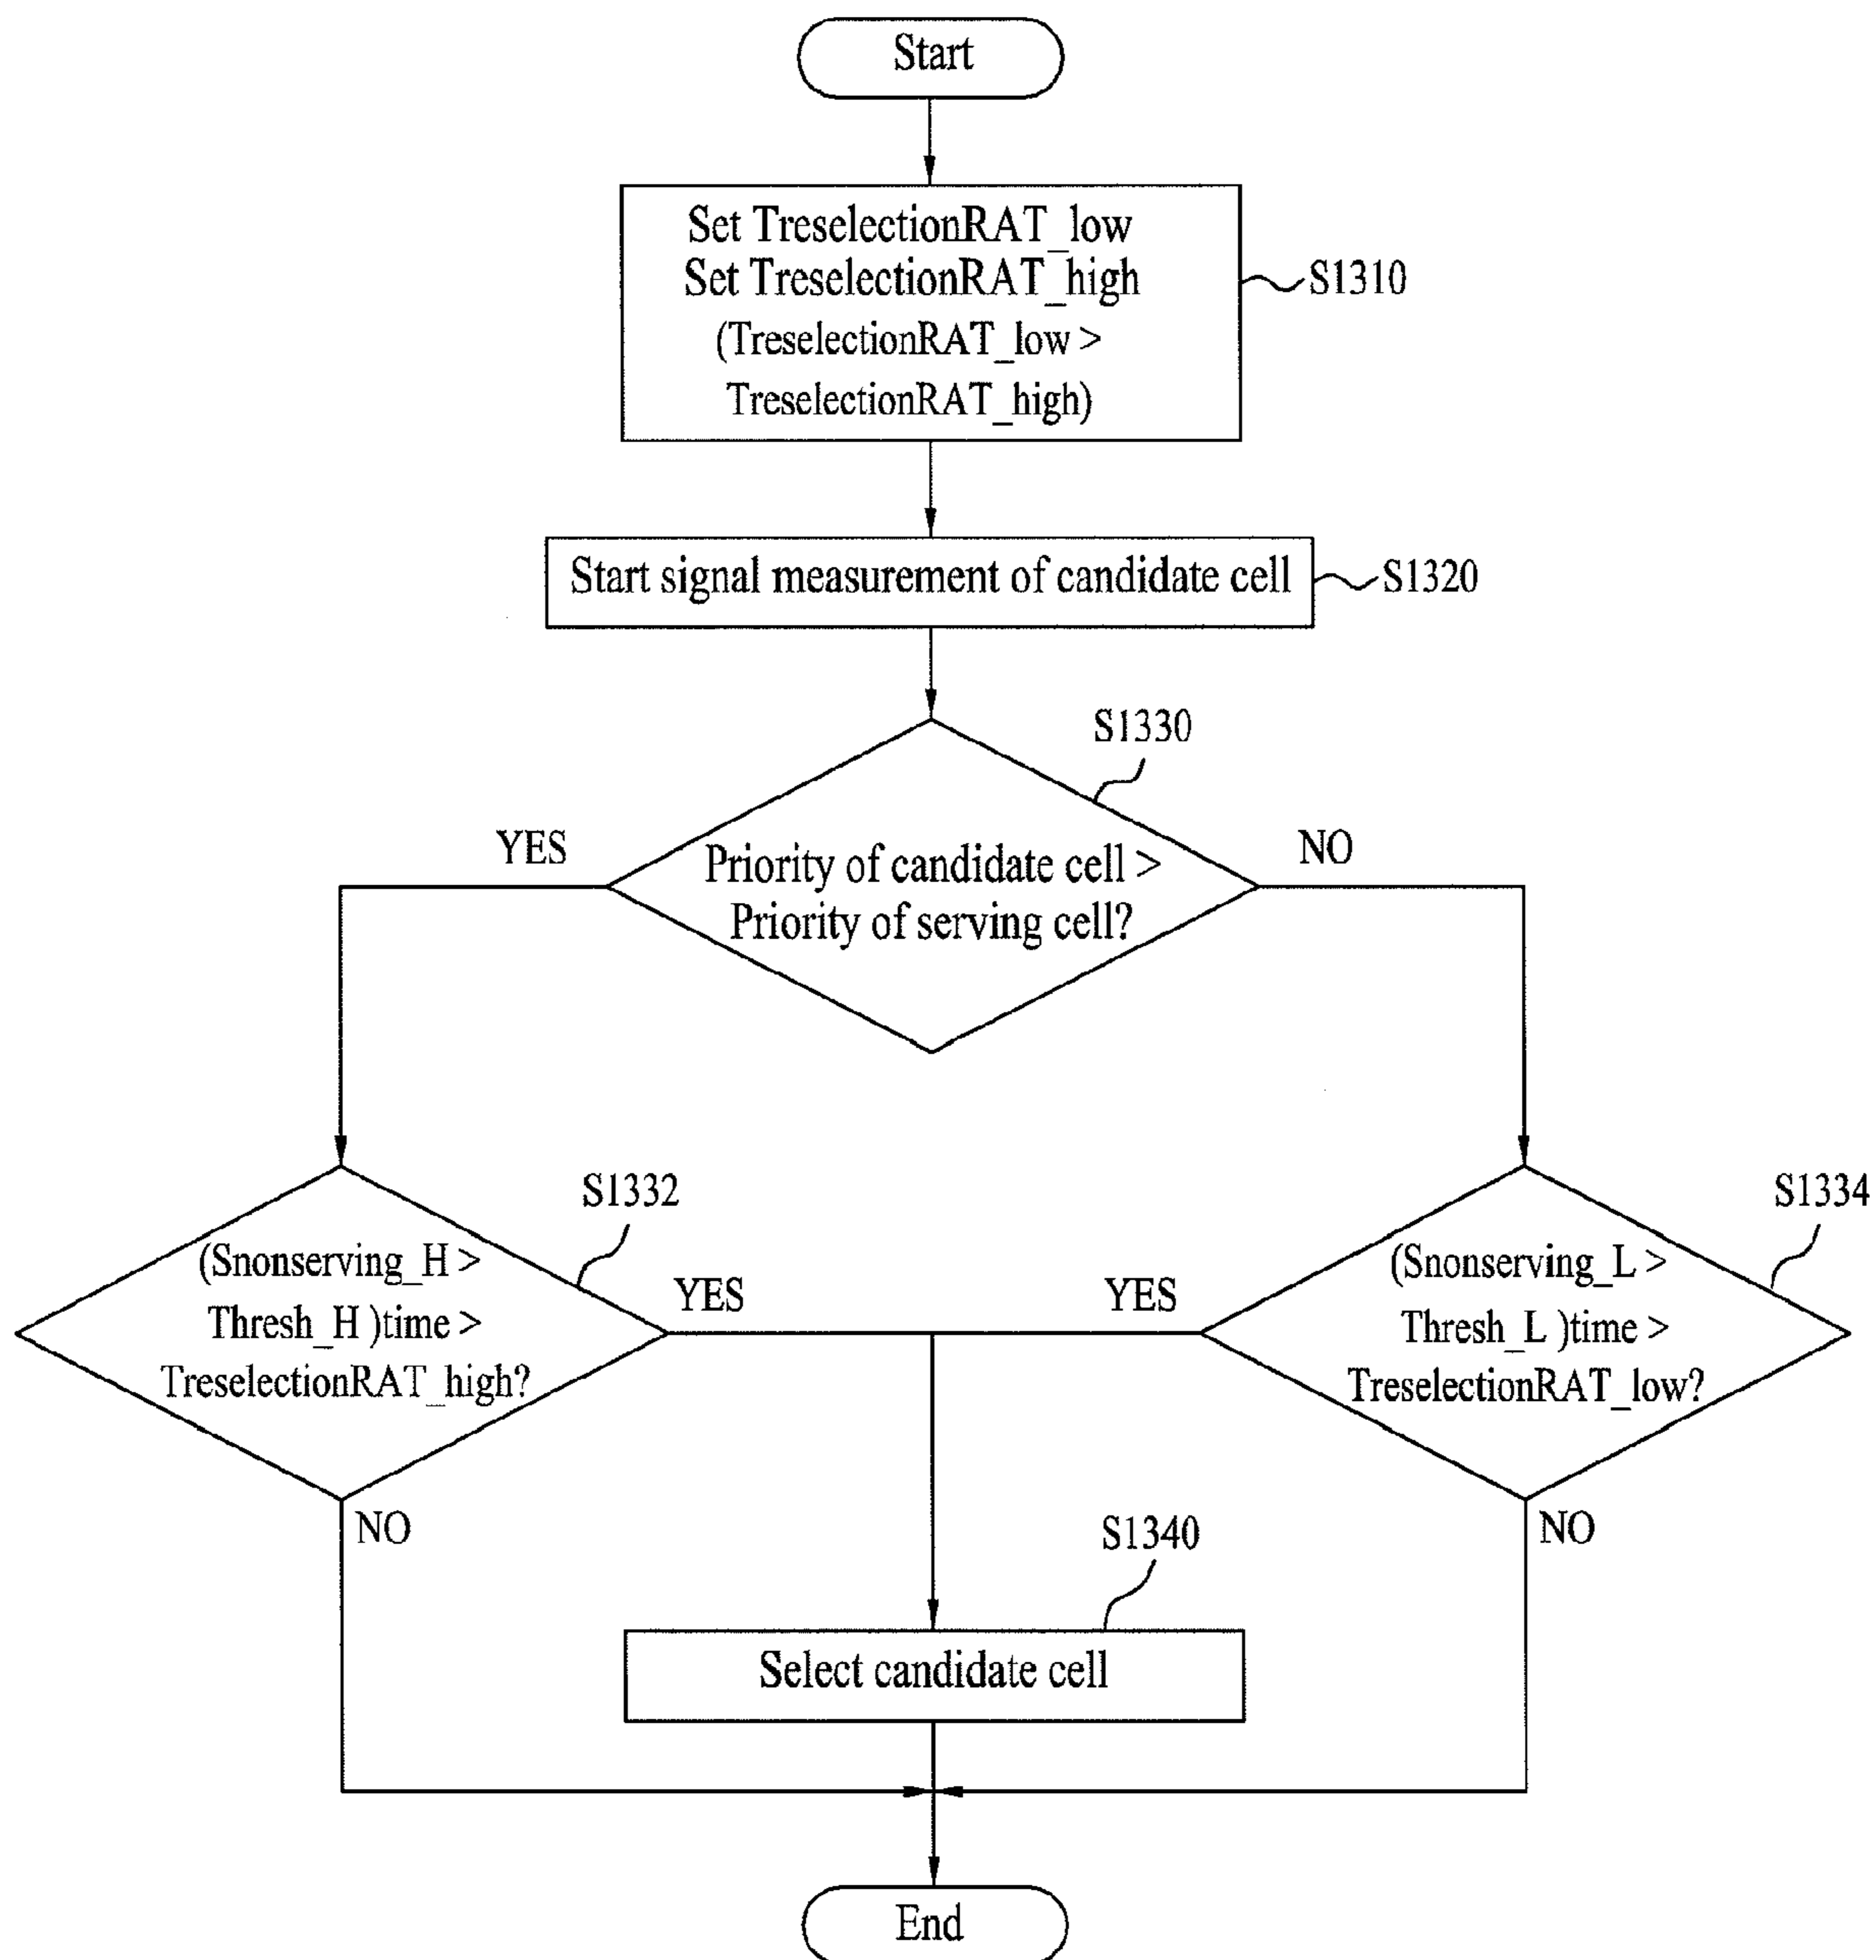 Start
Set TreselectionRAT_low
Set TreselectionRAT_high
(TreselectionRAT_low >
TreselectionRAT_high)
S1310
Start signal measurement of candidate cell
S1320
S1330
YES
NO
Priority of candidate cell >
Priority of serving cell?
S1332
S1334
(Snonserving_H >
Thresh_H )time >
TreselectionRAT_high?
YES
YES
(Snonserving_L >
Thresh_L )time >
TreselectionRAT_low?
NO
NO
S1340
Select candidate cell
End